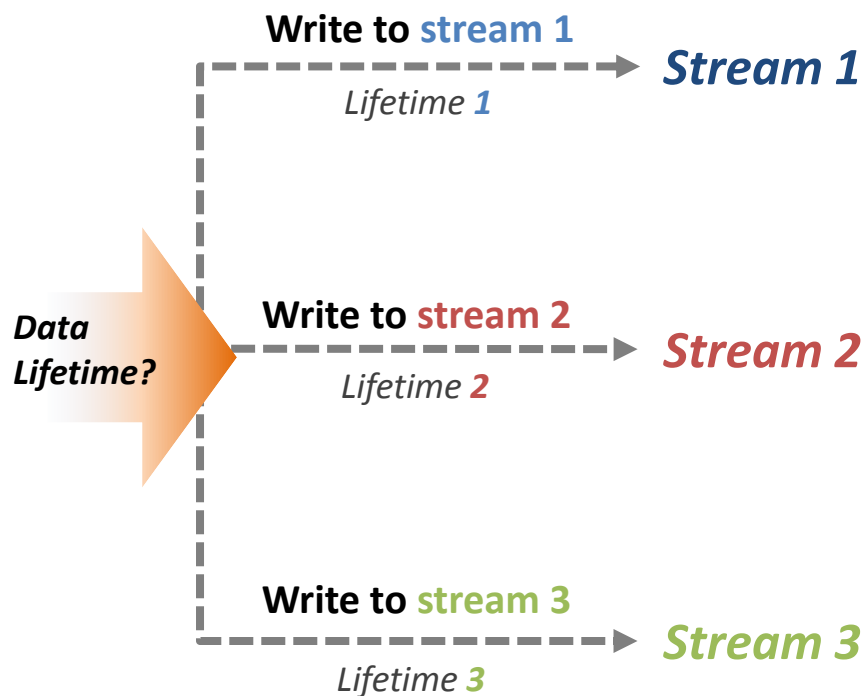 Write to stream 1
Stream 1
Lifetime 1
Data
Lifetime?
Write to stream 2
Stream 2
Lifetime 2
Write to stream 3
Stream 3
Lifetime 3